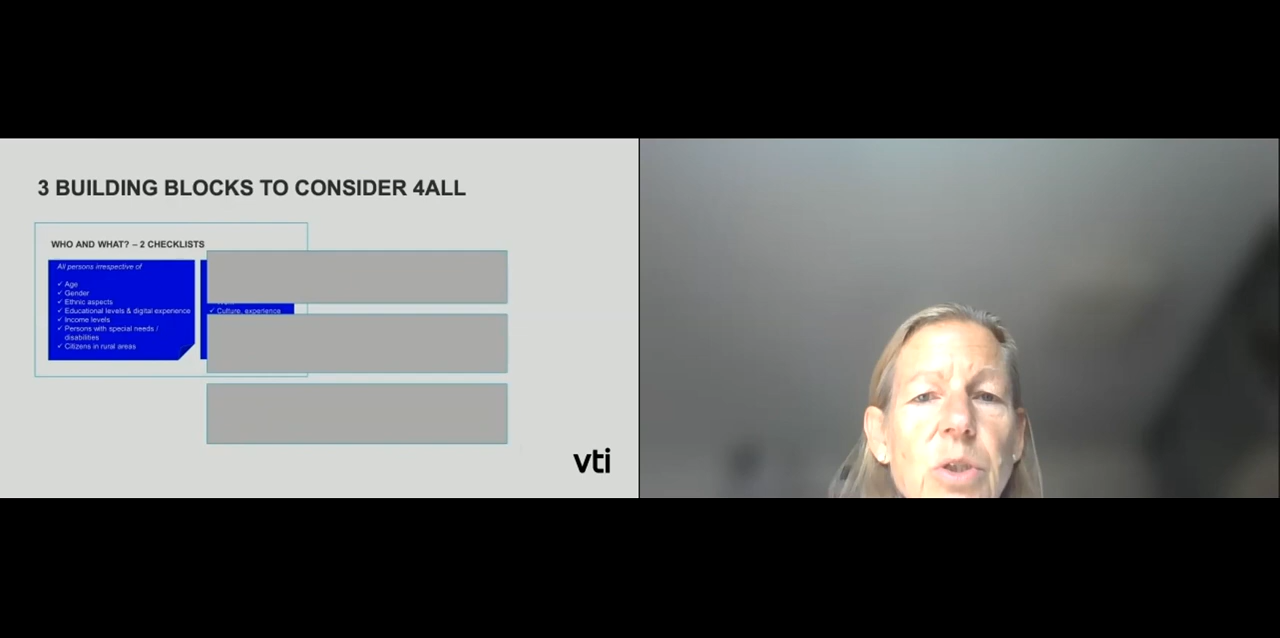 3 BUILDING BLOCKS TO CONSIDER 4ALL
WHO AND WHAT? – 2 CHECKLISTS
All persons irrespective of
✓ Age
✓ Gender
✓ Ethnic aspects
✓ Educational levels & digital experience
✓ Income levels
✓ Persons with special needs /
disabilities
✓ Citizens in rural areas
✓ Culture, experience
vti